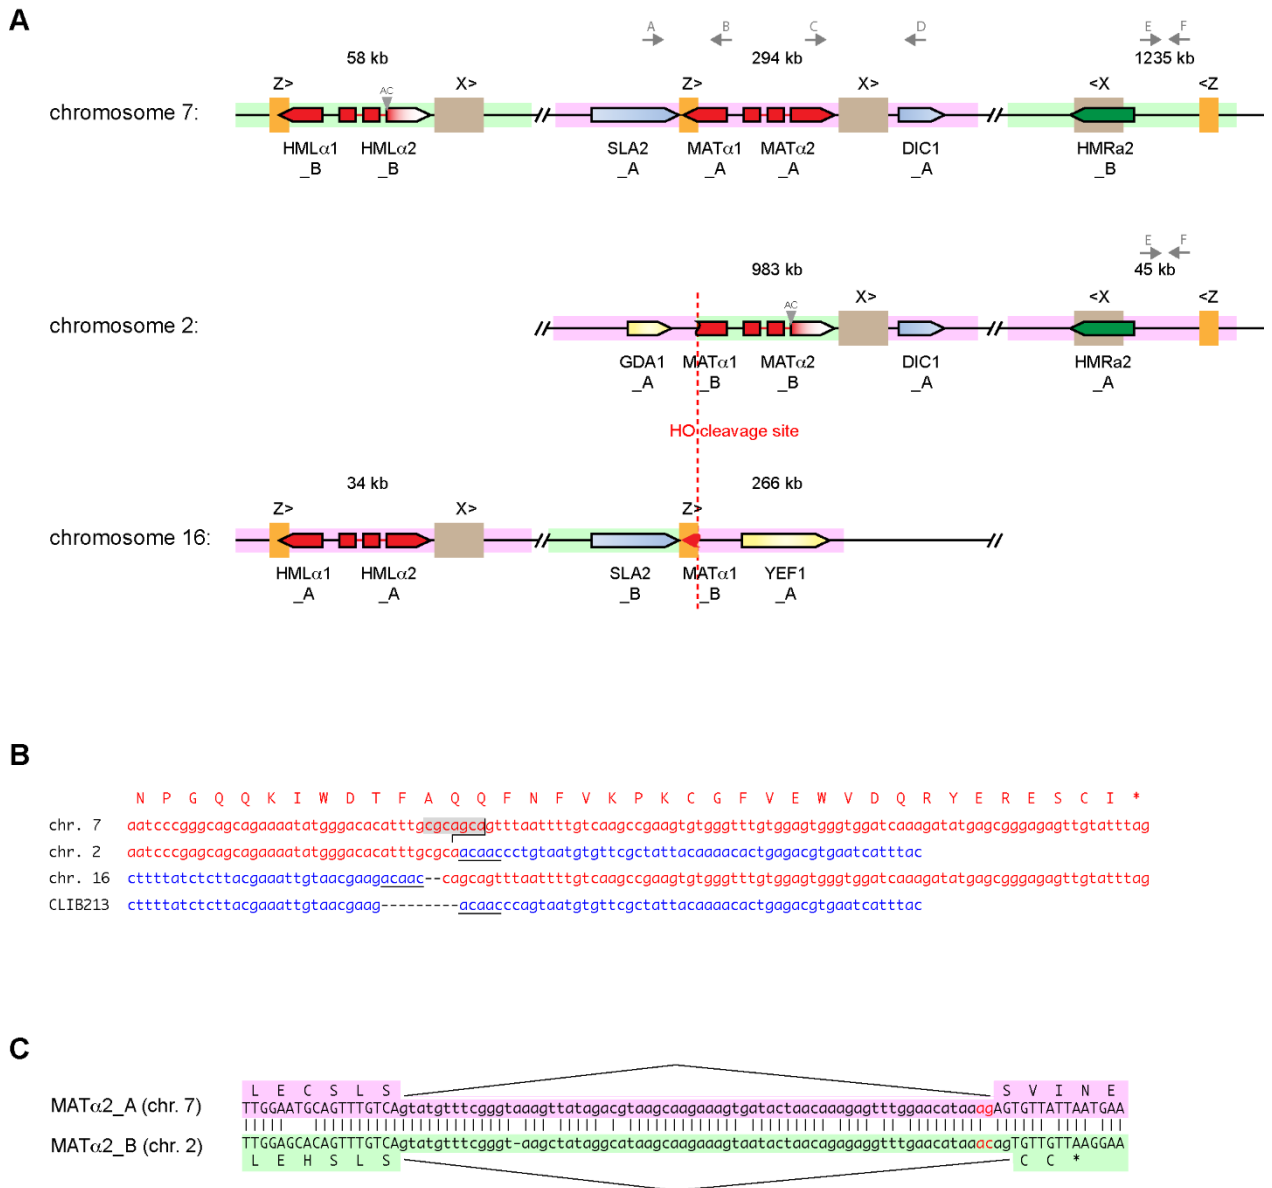 A
A B C D E F
58 kb 294 kb 1235 kb
Z> X> Z> X> <X <Z
AC
chromosome 7:
HMLα1 HMLα2 SLA2 MATα1 MATα2 DIC1 HMRa2
_B _B _A _A _A _A _B
E F
983 kb 45 kb
X> <X <Z
AC
chromosome 2:
GDA1 MATα1 MATα2 DIC1 HMRa2
_A _B _B _A _A
HO cleavage site
34 kb 266 kb
Z> X> Z>
chromosome 16:
HMLα1 HMLα2 SLA2 MATα1 YEF1
_A _A _B _B _A
B
N P G Q Q K I W D T F A Q Q F N F V K P K C G F V E W V D Q R Y E R E S C I *
chr. 7 aatcccgggcagcagaaaatatgggacacatttgcgcagcagtttaattttgtcaagccgaagtgtgggtttgtggagtgggtggatcaaagatatgagcgggagagttgtatttag
chr. 2 aatcccgagcagcagaaaatatgggacacatttgcgcaacaaccctgtaatgtgttcgctattacaaaacactgagacgtgaatcatttac
chr. 16 cttttatctcttacgaaattgtaacgaagacaac--cagcagtttaattttgtcaagccgaagtgtgggtttgtggagtgggtggatcaaagatatgagcgggagagttgtatttag
CLIB213 cttttatctcttacgaaattgtaacgaag---------acaacccagtaatgtgttcgctattacaaaacactgagacgtgaatcatttac
C
L E C S L S S V I N E
MATα2_A (chr. 7) TTGGAATGCAGTTTGTCAgtatgtttcgggtaaagttatagacgtaagcaagaaagtgatactaacaaagagtttggaacataaagAGTGTTATTAATGAA
MATα2_B (chr. 2) TTGGAGCACAGTTTGTCAgtatgtttcgggt-aagctataggcataagcaagaaagtaatactaacagagaggtttgaacataaacagTGTTGTTAAGGAA
L E H S L S C C *